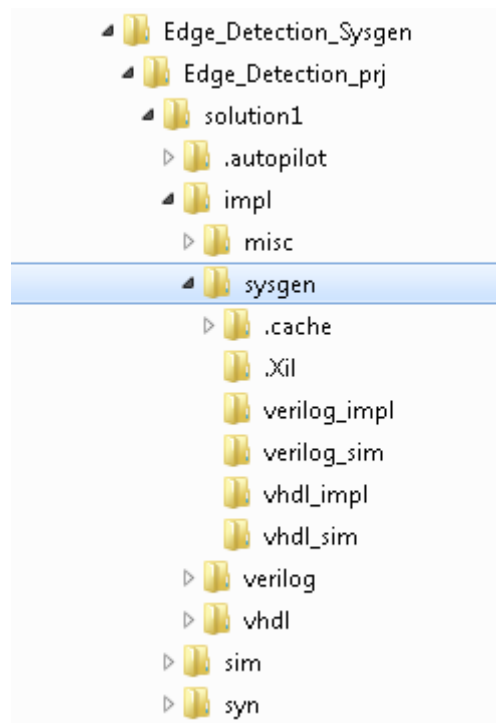 Edge_Detection_Sysgen
Edge_Detection_prj
solution1
.autopilot
impl
misc
sysgen
.cache
.Xil
verilog_impl
verilog_sim
vhdl_impl
vhdl_sim
verilog
vhdl
sim
syn